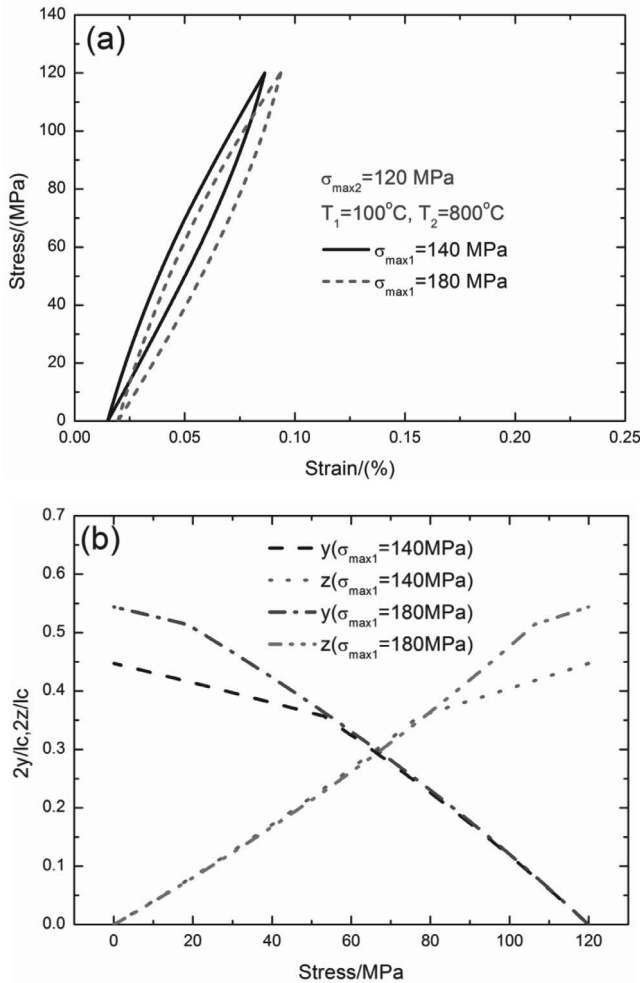 (a)
140
120
100
80
60
40
20
0
Stress/(MPa)
σmax2=120 MPa
T1=100°C, T2=800°C
σmax1=140 MPa
σmax1=180 MPa
0.00 0.05 0.10 0.15 0.20 0.25
Strain/(%)
(b)
0.7
0.6
0.5
0.4
0.3
0.2
0.1
0.0
2y/lc,2z/lc
y(σmax1=140MPa)
z(σmax1=140MPa)
y(σmax1=180MPa)
z(σmax1=180MPa)
0 20 40 60 80 100 120
Stress/MPa